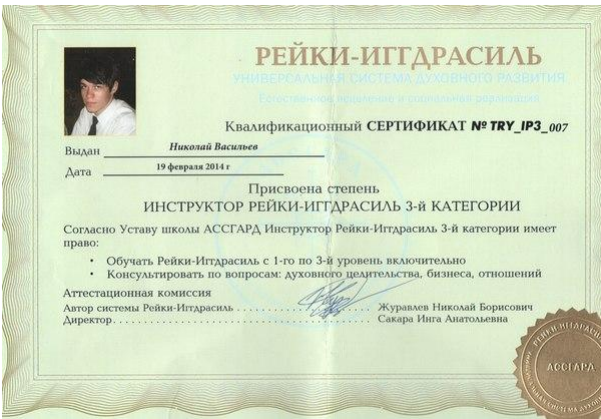 РЕЙКИ-ИГГДРАСИЛЬ
УНИВЕРСАЛЬНАЯ СИСТЕМА ДУХОВНОГО РАЗВИТИЯ
Естественное исцеление и социальная реализация
Квалификационный СЕРТИФИКАТ № TRY_IP3_007
Выдан Николай Васильев
Дата 19 февраля 2014 г
Присвоена степень
ИНСТРУКТОР РЕЙКИ-ИГГДРАСИЛЬ 3-й КАТЕГОРИИ
Согласно Уставу школы АССГАРД Инструктор Рейки-Иггдрасиль 3-й категории имеет
право:
• Обучать Рейки-Иггдрасиль с 1-го по 3-й уровень включительно
• Консультировать по вопросам: духовного целительства, бизнеса, отношений
Аттестационная комиссия
Автор системы Рейки-Иггдрасиль Журавлев Николай Борисович
Директор Сакара Инга Анатольевна
АССГАРД